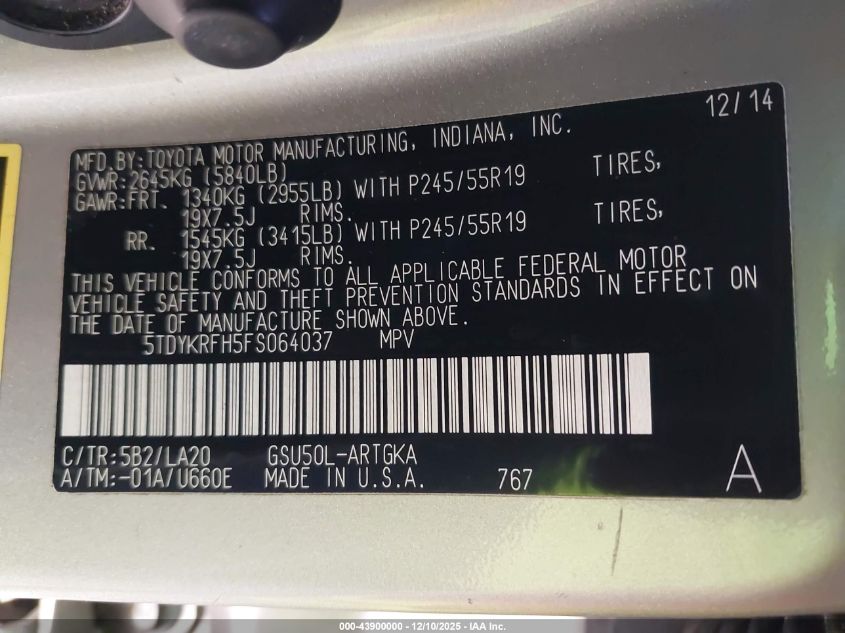 12/14
MFD.BY:TOYOTA MOTOR MANUFACTURING, INDIANA, INC.
GVWR:2645KG (5840LB)
GAWR:FRT. 1340KG (2955LB) WITH P245/55R19 TIRES,
19X7.5J RIMS.
RR. 1545KG (3415LB) WITH P245/55R19 TIRES,
19X7.5J RIMS.
THIS VEHICLE CONFORMS TO ALL APPLICABLE FEDERAL MOTOR
VEHICLE SAFETY AND THEFT PREVENTION STANDARDS IN EFFECT ON
THE DATE OF MANUFACTURE SHOWN ABOVE.
5TDYKRFH5FS064037 MPV
C/TR:5B2/LA20 GSU50L-ARTGKA
A/TM:-01A/U660E MADE IN U.S.A. 767 A
000-43900000 - 12/10/2025 - IAA Inc.